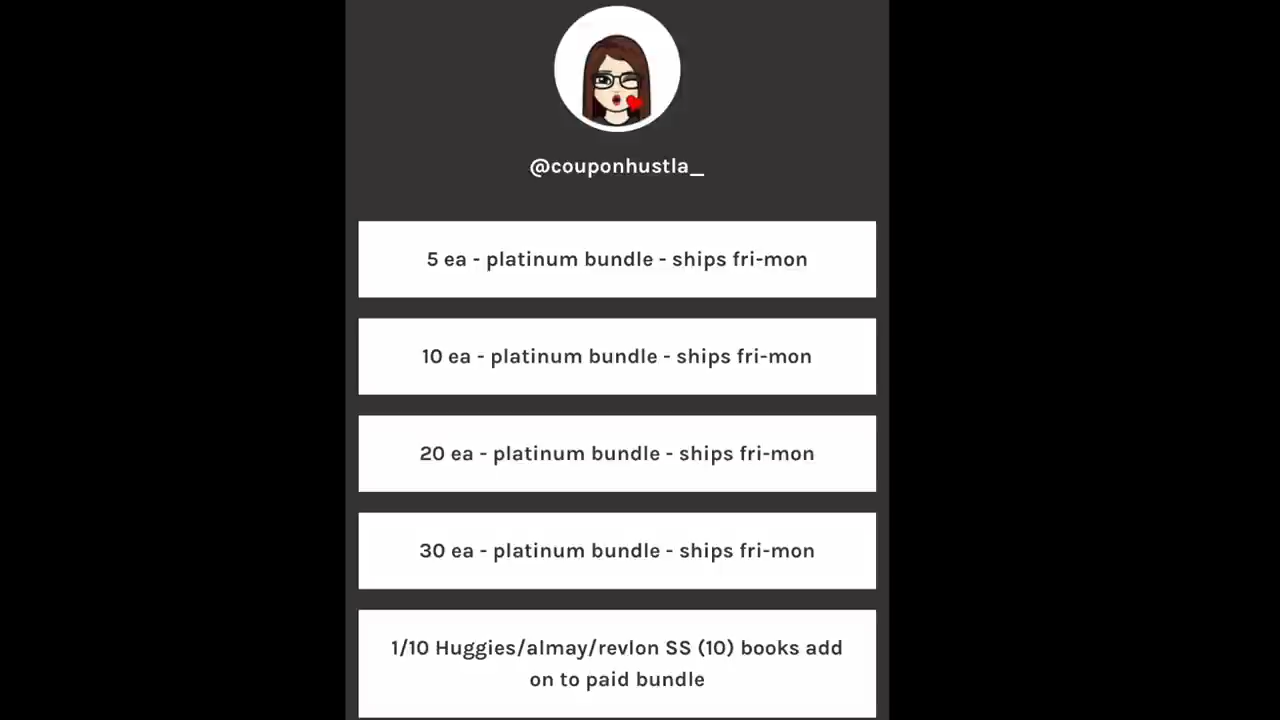 @couponhustla_
5 ea - platinum bundle - ships fri-mon
10 ea - platinum bundle - ships fri-mon
20 ea - platinum bundle - ships fri-mon
30 ea - platinum bundle - ships fri-mon
1/10 Huggies/almay/revlon SS (10) books add
on to paid bundle